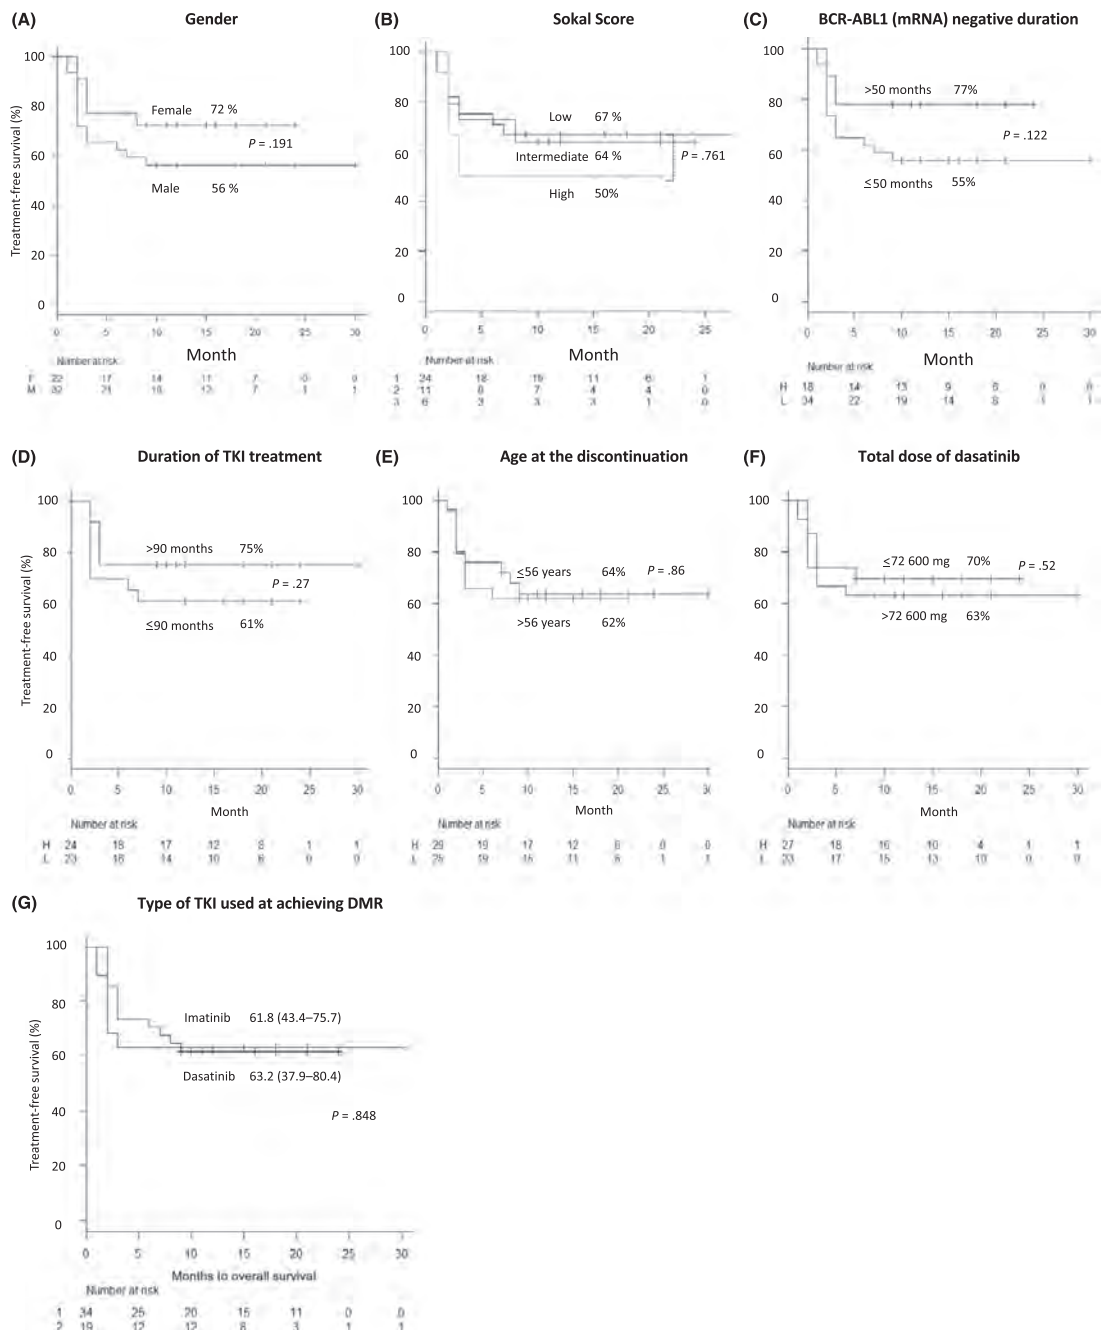 (A) Gender
(B) Sokal Score
(C) BCR-ABL1 (mRNA) negative duration
Treatment-free survival (%)
100
80
60
40
20
0
Female 72 %
P = .191
Male 56 %
0 5 10 15 20 25 30
Month
Number at risk
F 22 17 14 11 7
M 32 21 7 1 1
100
80
60
40
20
0
Low 67 %
Intermediate 64 %
P = .761
High 50%
0 5 10 15 20 25
Month
Number at risk
1 24 18 11 6 1
2 11 7 4 4 0
3 6 3 3 3 1 0
100
80
60
40
20
0
>50 months 77%
P = .122
≤50 months 55%
0 5 10 15 20 25 30
Month
Number at risk
H 18 14 13 9 6 0 0
L 34 22 19 14 8 1 1
(D) Duration of TKI treatment
(E) Age at the discontinuation
(F) Total dose of dasatinib
Treatment-free survival (%)
100
80
60
40
20
0
>90 months 75%
P = .27
≤90 months 61%
0 5 10 15 20 25 30
Month
Number at risk
H 24 18 17 12 8 1 1
L 23 16 14 10 6 0 0
100
80
60
40
20
0
≤56 years 64% P = .86
>56 years 62%
0 5 10 15 20 25 30
Month
Number at risk
H 29 19 17 12 0 0
L 25 19 11 1 1
100
80
60
40
20
0
≤72 600 mg 70% P = .52
>72 600 mg 63%
0 5 10 15 20 25 30
Month
Number at risk
H 27 18 16 10 4 1 1
L 23 17 15 13 10 0 0
(G) Type of TKI used at achieving DMR
Treatment-free survival (%)
100
80
60
40
20
0
Imatinib 61.8 (43.4–75.7)
Dasatinib 63.2 (37.9–80.4)
P = .848
0 5 10 15 20 25 30
Months to overall survival
Number at risk
1 34 25 20 15 11 0 0
2 19 12 12 8 3 1 1